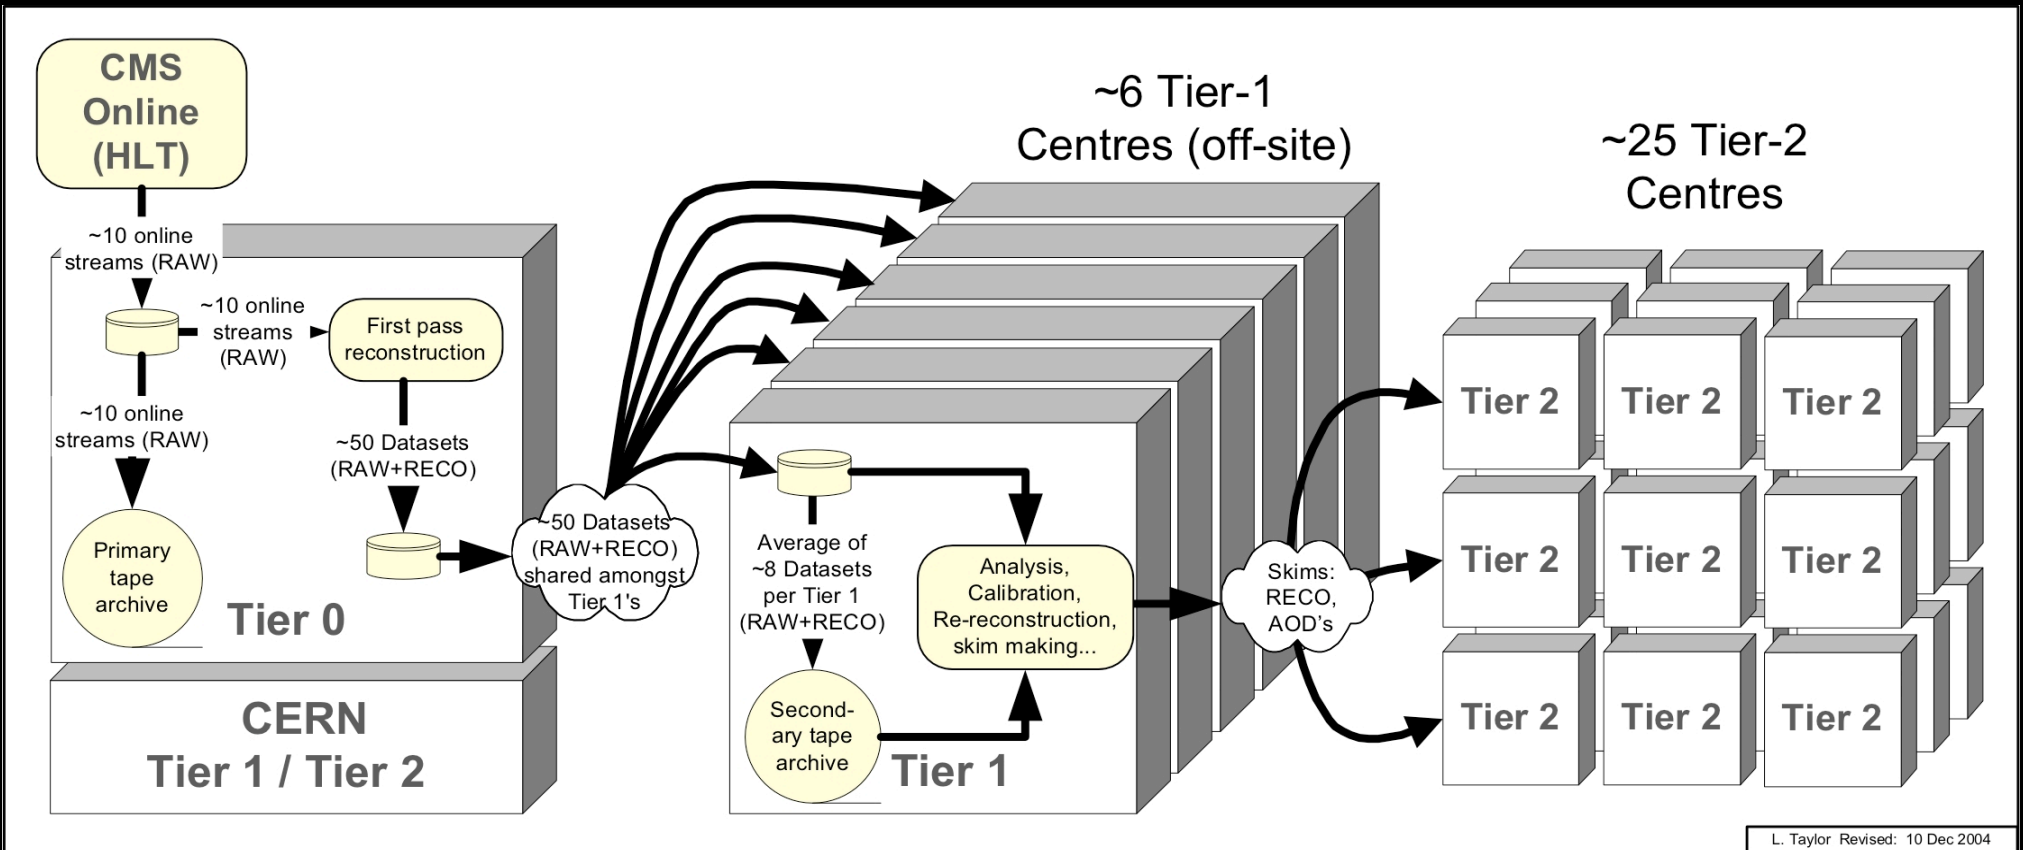 CMS
Online
(HLT)
~10 online
streams (RAW)
~10 online
streams
(RAW)
First pass
reconstruction
~10 online
streams (RAW)
~50 Datasets
(RAW+RECO)
Primary
tape
archive
Tier 0
CERN
Tier 1 / Tier 2
~50 Datasets
(RAW+RECO)
shared amongst
Tier 1's
~6 Tier-1
Centres (off-site)
Average of
~8 Datasets
per Tier 1
(RAW+RECO)
Analysis,
Calibration,
Re-reconstruction,
skim making...
Second-
ary tape
archive
Tier 1
Skims:
RECO,
AOD's
~25 Tier-2
Centres
Tier 2
Tier 2
Tier 2
Tier 2
Tier 2
Tier 2
Tier 2
Tier 2
Tier 2
L. Taylor Revised: 10 Dec 2004